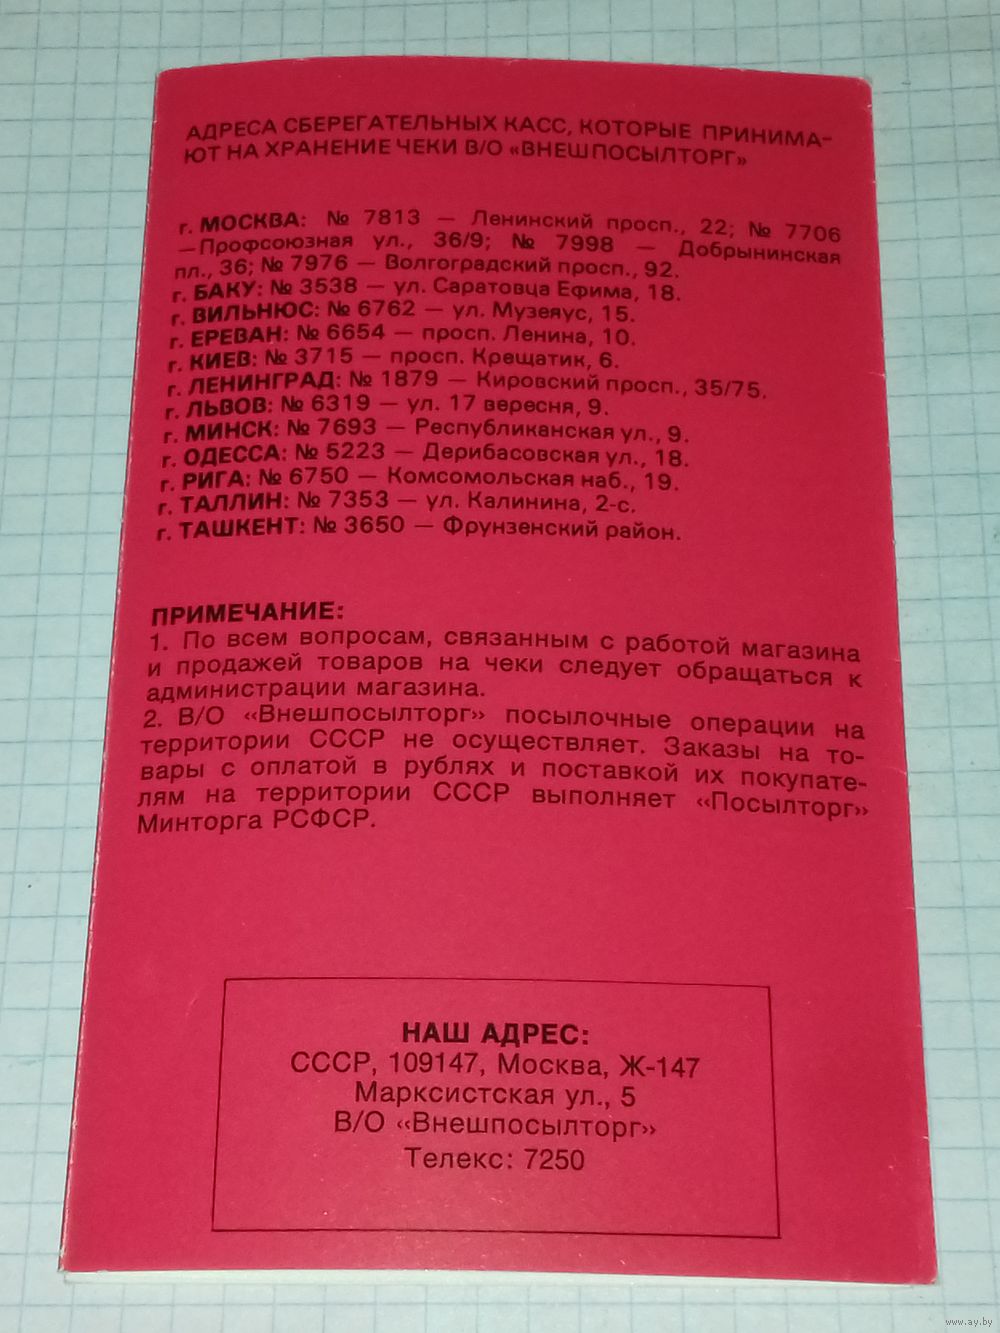 АДРЕСА СБЕРЕГАТЕЛЬНЫХ КАСС, КОТОРЫЕ ПРИНИМА-
ЮТ НА ХРАНЕНИЕ ЧЕКИ В/О «ВНЕШПОСЫЛТОРГ»
г. МОСКВА: № 7813 — Ленинский просп., 22; № 7706
—Профсоюзная ул., 36/9; № 7998 — Добрынинская
пл., 36; № 7976 — Волгоградский просп., 92.
г. БАКУ: № 3538 — ул. Саратовца Ефима, 18.
г. ВИЛЬНЮС: № 6762 — ул. Музеяус, 15.
г. ЕРЕВАН: № 6654 — просп. Ленина, 10.
г. КИЕВ: № 3715 — просп. Крещатик, 6.
г. ЛЕНИНГРАД: № 1879 — Кировский просп., 35/75.
г. ЛЬВОВ: № 6319 — ул. 17 вересня, 9.
г. МИНСК: № 7693 — Республиканская ул., 9.
г. ОДЕССА: № 5223 — Дерибасовская ул., 18.
г. РИГА: № 6750 — Комсомольская наб., 19.
г. ТАЛЛИН: № 7353 — ул. Калинина, 2-с.
г. ТАШКЕНТ: № 3650 — Фрунзенский район.
ПРИМЕЧАНИЕ:
1. По всем вопросам, связанным с работой магазина
и продажей товаров на чеки следует обращаться к
администрации магазина.
2. В/О «Внешпосылторг» посылочные операции на
территории СССР не осуществляет. Заказы на то-
вары с оплатой в рублях и поставкой их покупате-
лям на территории СССР выполняет «Посылторг»
Минторга РСФСР.
НАШ АДРЕС:
СССР, 109147, Москва, Ж-147
Марксистская ул., 5
В/О «Внешпосылторг»
Телекс: 7250
www.ay.by